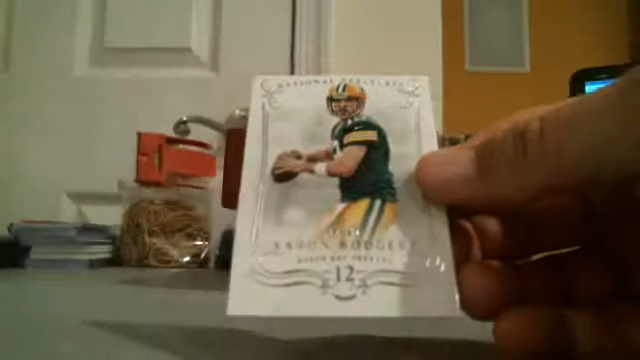 NATIONAL TREASURES
AARON RODGERS
GREEN BAY PACKERS
12